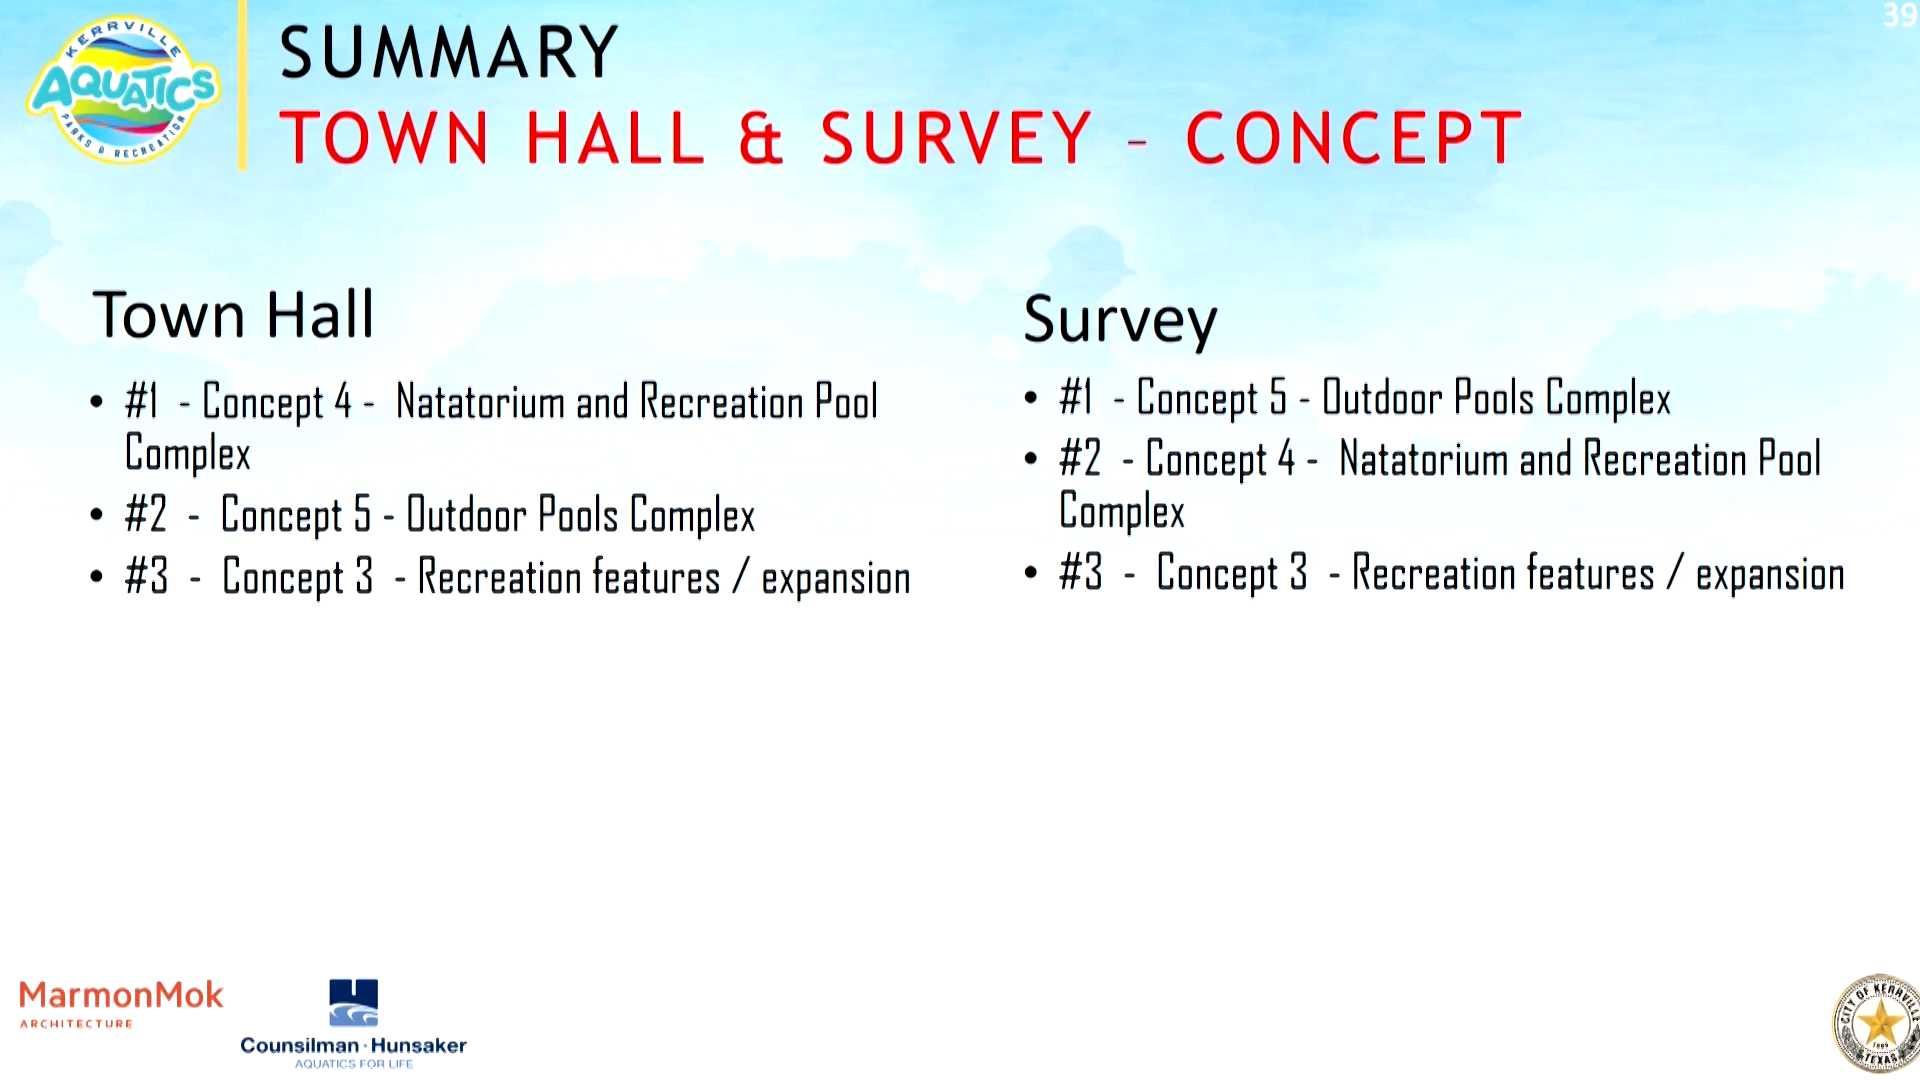 39
KERRVILLE
AQUATICS
PARKS & RECREATION
SUMMARY
TOWN HALL & SURVEY - CONCEPT
Town Hall
• #1 - Concept 4 - Natatorium and Recreation Pool
Complex
• #2 - Concept 5 - Outdoor Pools Complex
• #3 - Concept 3 - Recreation features / expansion
Survey
• #1 - Concept 5 - Outdoor Pools Complex
• #2 - Concept 4 - Natatorium and Recreation Pool
Complex
• #3 - Concept 3 - Recreation features / expansion
MarmonMok
ARCHITECTURE
Counsilman · Hunsaker
AQUATICS FOR LIFE
CITY OF KERRVILLE
TEXAS